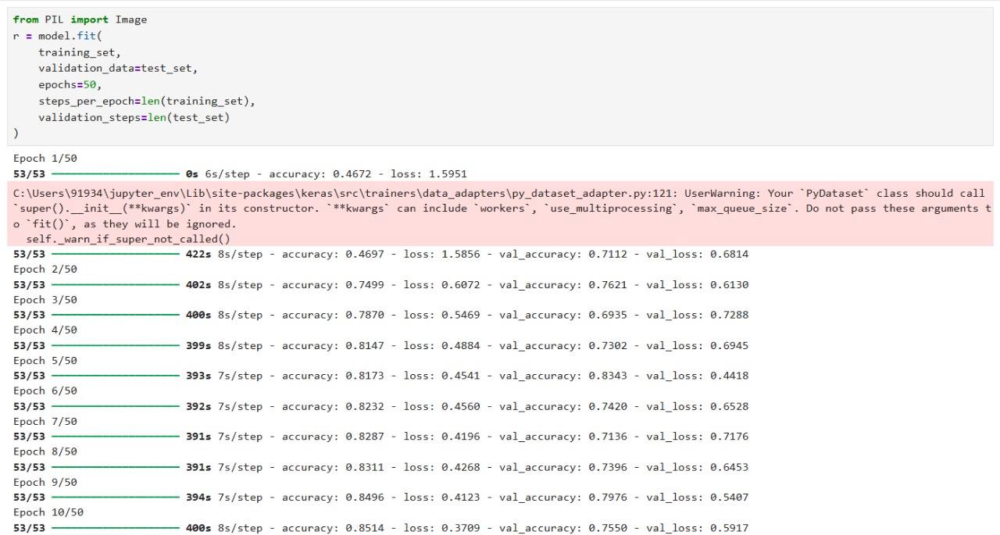 from PIL import Image
r = model.fit(
    training_set,
    validation_data=test_set,
    epochs=50,
    steps_per_epoch=len(training_set),
    validation_steps=len(test_set)
)
Epoch 1/50
53/53 ━━━━━━━━━━━━━━━━━━━━ 0s 6s/step - accuracy: 0.4672 - loss: 1.5951
C:\Users\91934\jupyter_env\Lib\site-packages\keras\src\trainers\data_adapters\py_dataset_adapter.py:121: UserWarning: Your `PyDataset` class should call
`super().__init__(**kwargs)` in its constructor. `**kwargs` can include `workers`, `use_multiprocessing`, `max_queue_size`. Do not pass these arguments t
o `fit()`, as they will be ignored.
  self._warn_if_super_not_called()
53/53 ━━━━━━━━━━━━━━━━━━━━ 422s 8s/step - accuracy: 0.4697 - loss: 1.5856 - val_accuracy: 0.7112 - val_loss: 0.6814
Epoch 2/50
53/53 ━━━━━━━━━━━━━━━━━━━━ 402s 8s/step - accuracy: 0.7499 - loss: 0.6072 - val_accuracy: 0.7621 - val_loss: 0.6130
Epoch 3/50
53/53 ━━━━━━━━━━━━━━━━━━━━ 400s 8s/step - accuracy: 0.7870 - loss: 0.5469 - val_accuracy: 0.6935 - val_loss: 0.7288
Epoch 4/50
53/53 ━━━━━━━━━━━━━━━━━━━━ 399s 8s/step - accuracy: 0.8147 - loss: 0.4884 - val_accuracy: 0.7302 - val_loss: 0.6945
Epoch 5/50
53/53 ━━━━━━━━━━━━━━━━━━━━ 393s 7s/step - accuracy: 0.8173 - loss: 0.4541 - val_accuracy: 0.8343 - val_loss: 0.4418
Epoch 6/50
53/53 ━━━━━━━━━━━━━━━━━━━━ 392s 7s/step - accuracy: 0.8232 - loss: 0.4560 - val_accuracy: 0.7420 - val_loss: 0.6528
Epoch 7/50
53/53 ━━━━━━━━━━━━━━━━━━━━ 391s 7s/step - accuracy: 0.8287 - loss: 0.4196 - val_accuracy: 0.7136 - val_loss: 0.7176
Epoch 8/50
53/53 ━━━━━━━━━━━━━━━━━━━━ 391s 7s/step - accuracy: 0.8311 - loss: 0.4268 - val_accuracy: 0.7396 - val_loss: 0.6453
Epoch 9/50
53/53 ━━━━━━━━━━━━━━━━━━━━ 394s 7s/step - accuracy: 0.8496 - loss: 0.4123 - val_accuracy: 0.7976 - val_loss: 0.5407
Epoch 10/50
53/53 ━━━━━━━━━━━━━━━━━━━━ 400s 8s/step - accuracy: 0.8514 - loss: 0.3709 - val_accuracy: 0.7550 - val_loss: 0.5917